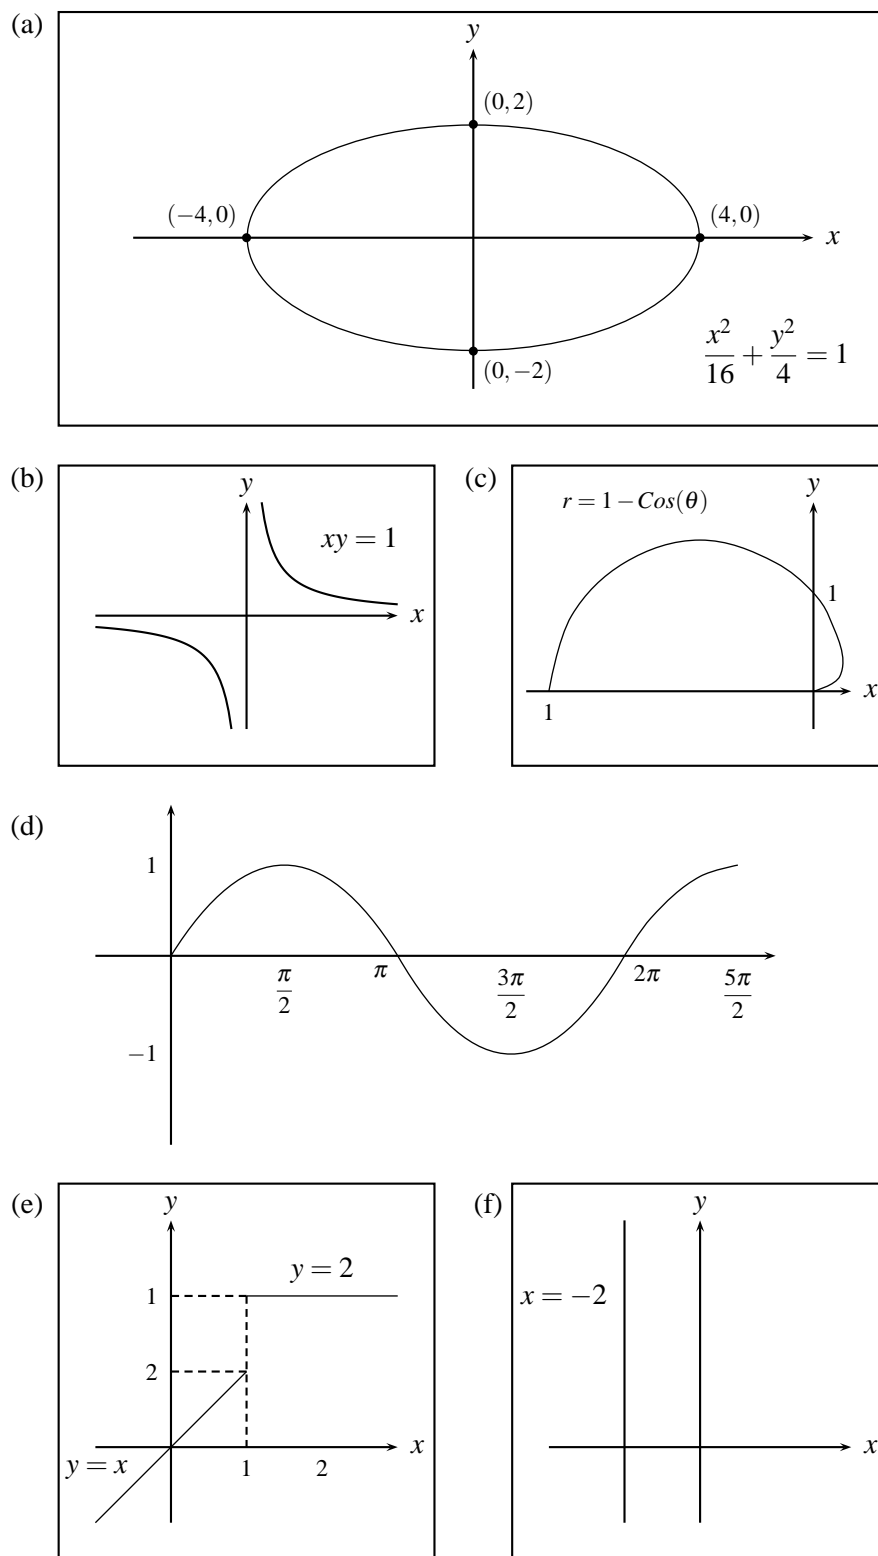 (a)
y
(0,2)
(−4,0)
(4,0)
x
(0,−2)
x²/16 + y²/4 = 1
(b)
y
xy = 1
x
(c)
r = 1 − Cos(θ)
y
1
x
1
(d)
1
π/2
π
3π/2
2π
5π/2
−1
(e)
y
y = 2
1
2
x
y = x
1
2
(f)
y
x = −2
x